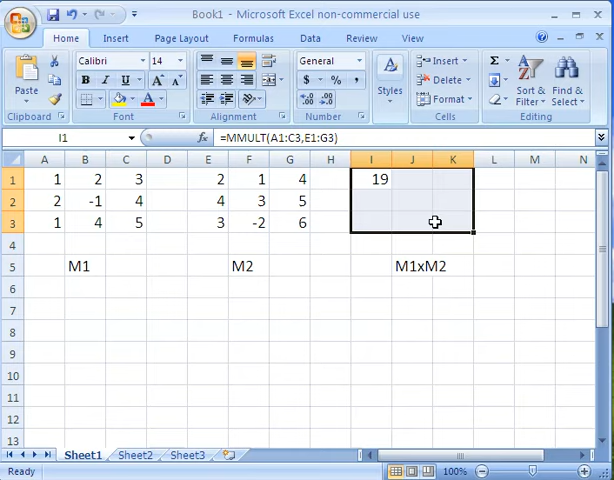 Book1 - Microsoft Excel non-commercial use
Home Insert Page Layout Formulas Data Review View
Calibri 14 General Insert Σ
B I U A A $ % , Delete
Paste Styles Format Sort & Filter Find & Select
Clipboard Font Alignment Number Cells Editing
I1 fx =MMULT(A1:C3,E1:G3)
A B C D E F G H I J K L M N
1 1 2 3 2 1 4 19
2 2 -1 4 4 3 5
3 1 4 5 3 -2 6
4
5 M1 M2 M1xM2
6
7
8
9
10
11
12
13
Sheet1 Sheet2 Sheet3
Ready 100%